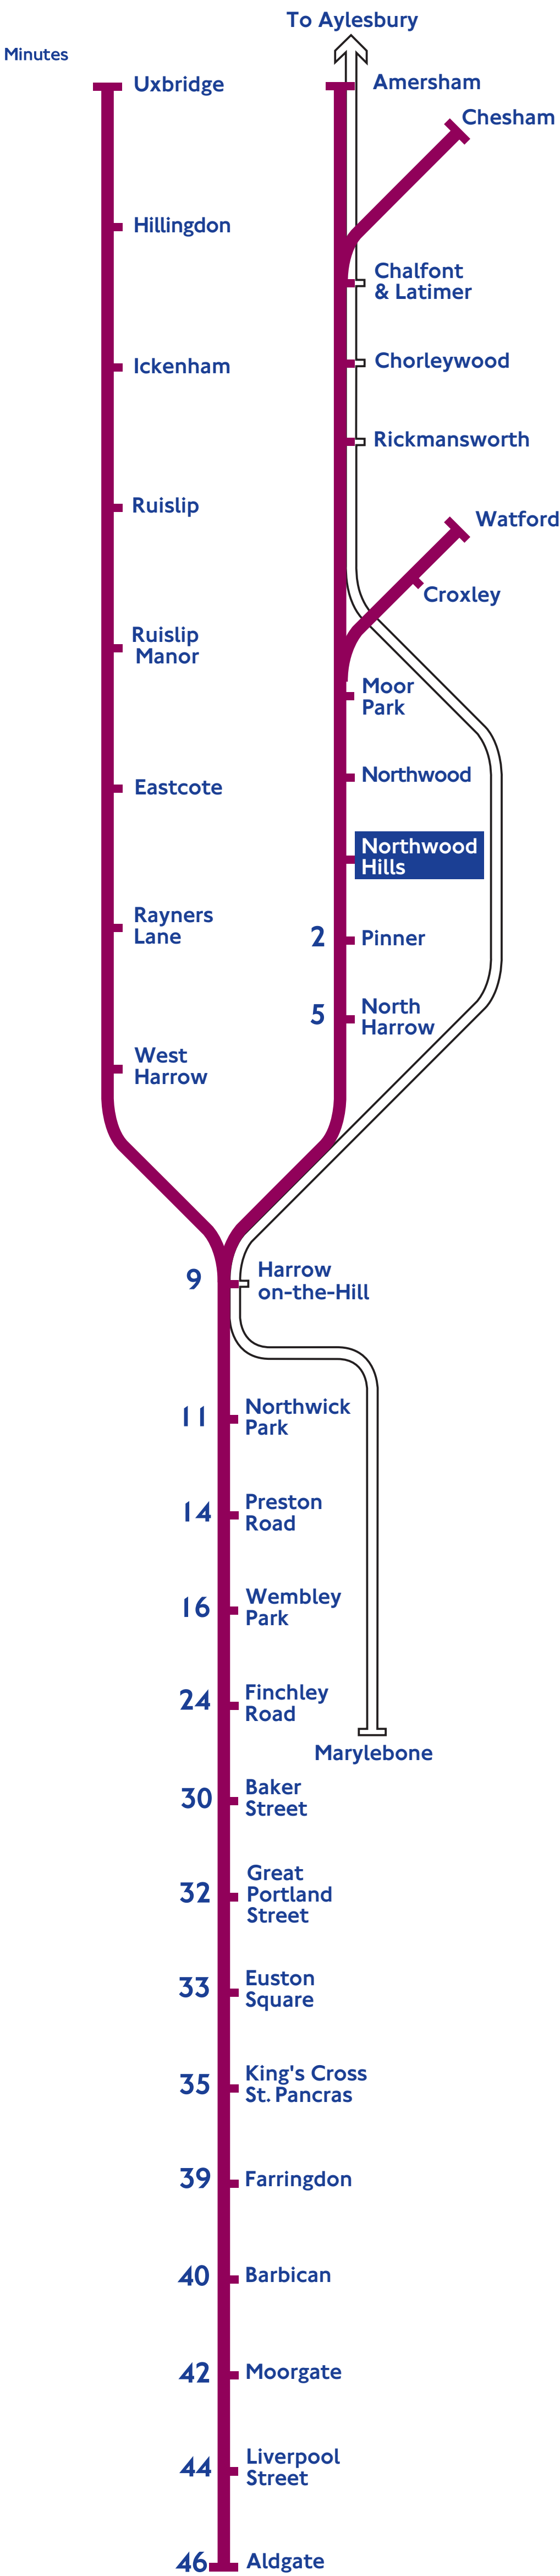 To Aylesbury
Minutes
Uxbridge
Amersham
Chesham
Hillingdon
Chalfont
& Latimer
Ickenham
Chorleywood
Rickmansworth
Ruislip
Watford
Croxley
Ruislip
Manor
Moor
Park
Eastcote
Northwood
Northwood
Hills
Rayners
Lane
2 Pinner
5 North
Harrow
West
Harrow
9 Harrow
on-the-Hill
11 Northwick
Park
14 Preston
Road
16 Wembley
Park
24 Finchley
Road
Marylebone
30 Baker
Street
32 Great
Portland
Street
33 Euston
Square
35 King's Cross
St. Pancras
39 Farringdon
40 Barbican
42 Moorgate
44 Liverpool
Street
46 Aldgate